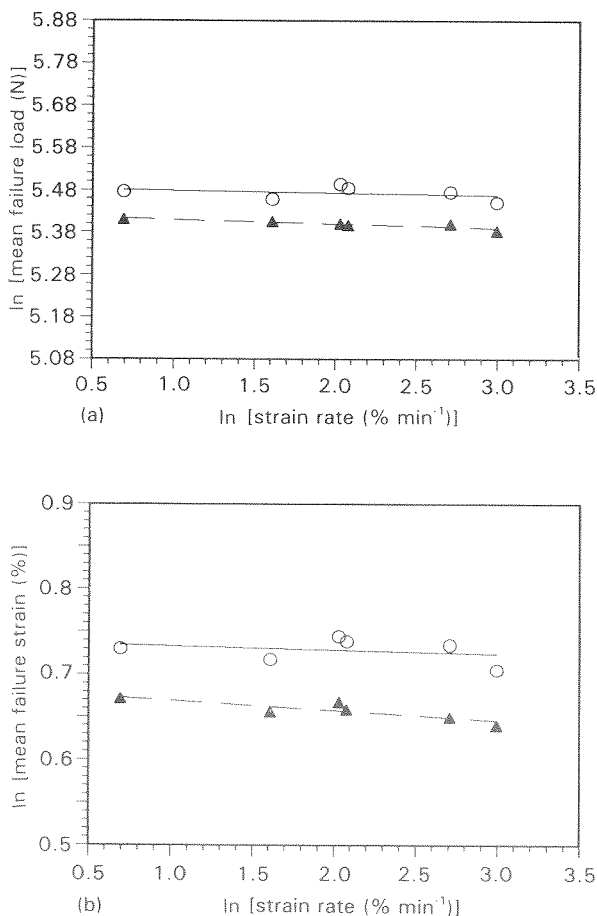 5.88
5.78
5.68
5.58
5.48
5.38
5.28
5.18
5.08
ln [mean failure load (N)]
0.5 1.0 1.5 2.0 2.5 3.0 3.5
(a) ln [strain rate (% min⁻¹)]
0.9
0.8
0.7
0.6
0.5
ln [mean failure strain (%)]
0.5 1.0 1.5 2.0 2.5 3.0 3.5
(b) ln [strain rate (% min⁻¹)]